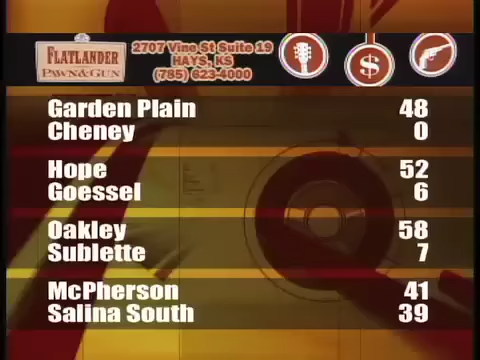 FLATLANDER
PAWN&GUN
2707 Vine St Suite 19
HAYS, KS
(785) 623-4000
$
Garden Plain 48
Cheney 0
Hope 52
Goessel 6
Oakley 58
Sublette 7
McPherson 41
Salina South 39